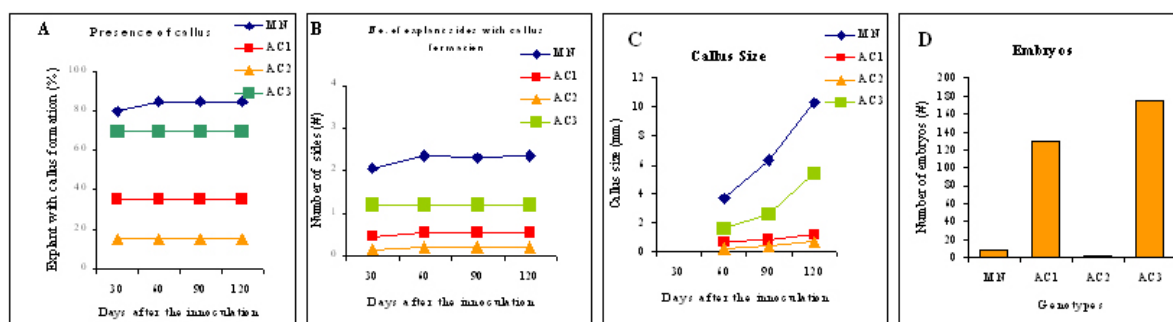 A
Presence of callus
MN
AC1
AC2
AC3
Explant with callus formation (%)
100
80
60
40
20
0
30 60 90 120
Days after the innoculation
B
No. of explant sides with callus
formation
MN
AC1
AC2
AC3
Number of sides (#)
4
3
2
1
0
30 60 90 120
Days after the innoculation
C
Callus Size
MN
AC1
AC2
AC3
Callus size (mm)
12
10
8
6
4
2
0
30 60 90 120
Days after the innoculation
D
Embryos
Number of embryos (#)
200
180
160
140
120
100
80
60
40
20
0
MN AC1 AC2 AC3
Genotypes